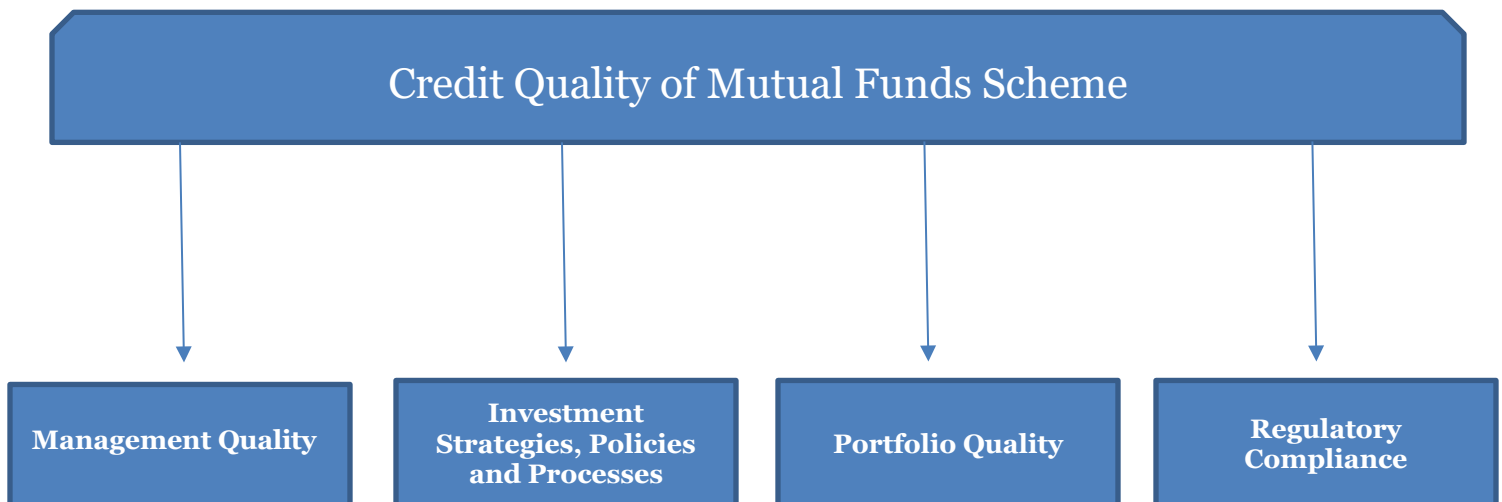 Credit Quality of Mutual Funds Scheme
Management Quality
Investment
Strategies, Policies
and Processes
Portfolio Quality
Regulatory
Compliance